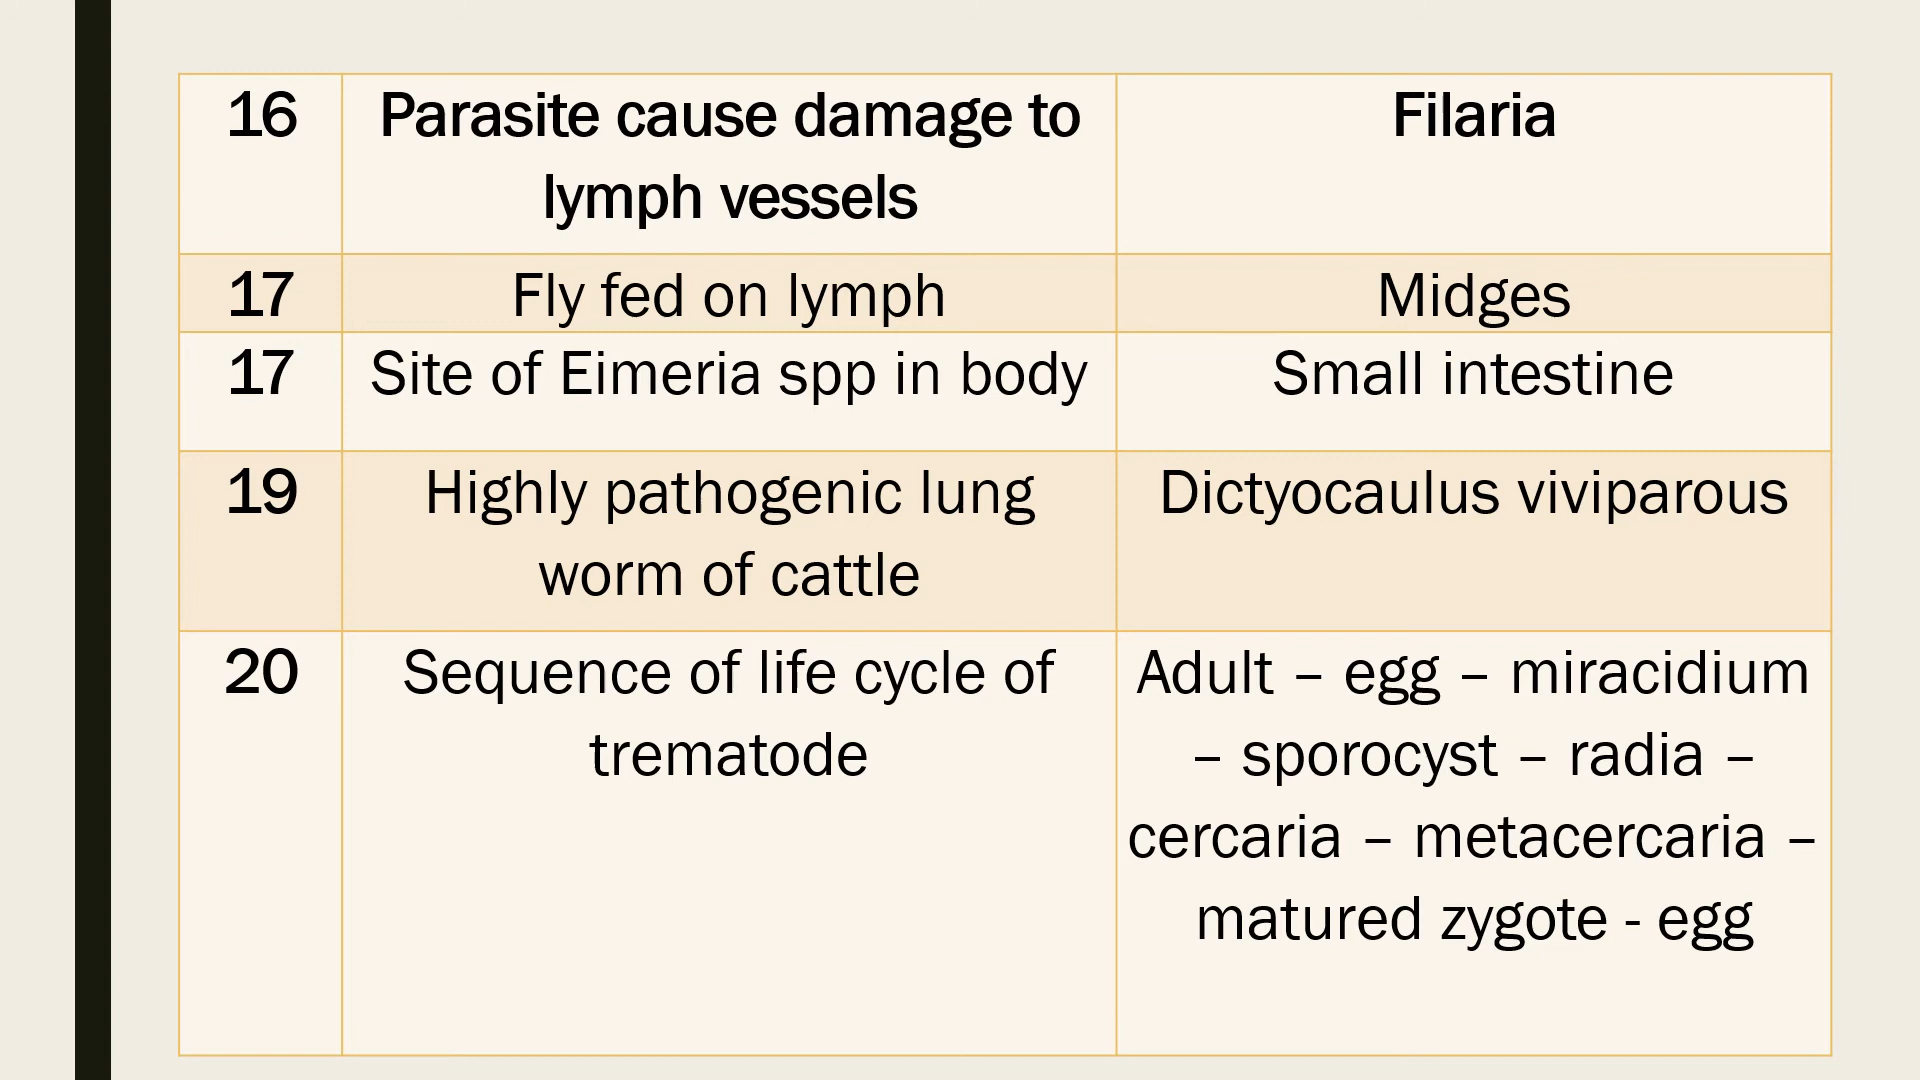 16 Parasite cause damage to Filaria
lymph vessels
17 Fly fed on lymph Midges
17 Site of Eimeria spp in body Small intestine
19 Highly pathogenic lung Dictyocaulus viviparous
worm of cattle
20 Sequence of life cycle of Adult – egg – miracidium
trematode – sporocyst – radia –
cercaria – metacercaria –
matured zygote - egg